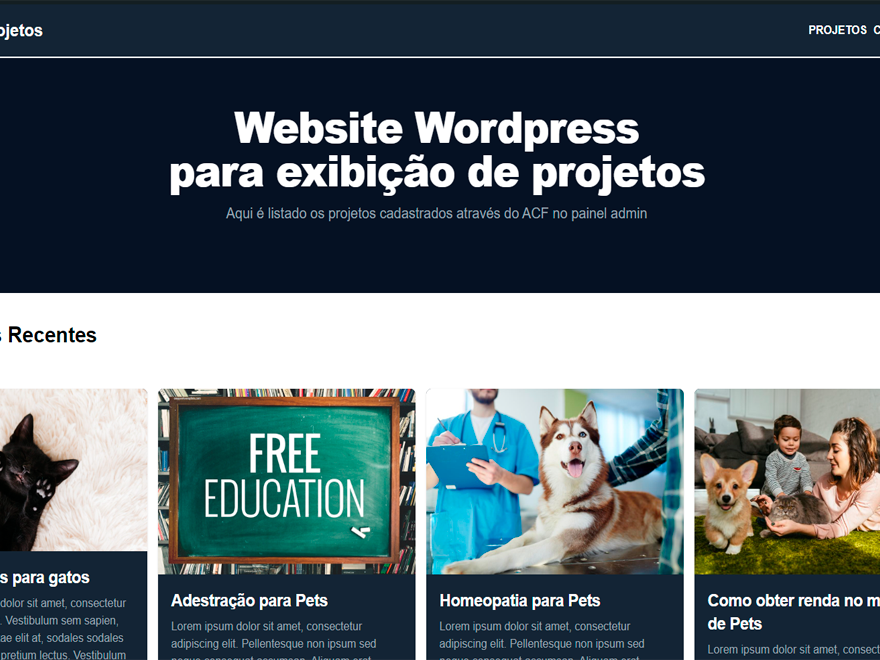 ojetos
PROJETOS C
Website Wordpress
para exibição de projetos
Aqui é listado os projetos cadastrados através do ACF no painel admin
s Recentes
FREE
EDUCATION
s para gatos
dolor sit amet, consectetur
. Vestibulum sem sapien,
ae elit at, sodales sodales
pretium lectus. Vestibulum
Adestração para Pets
Lorem ipsum dolor sit amet, consectetur
adipiscing elit. Pellentesque non ipsum sed
Homeopatia para Pets
Lorem ipsum dolor sit amet, consectetur
adipiscing elit. Pellentesque non ipsum sed
Como obter renda no m
de Pets
Lorem ipsum dolor sit amet, consec